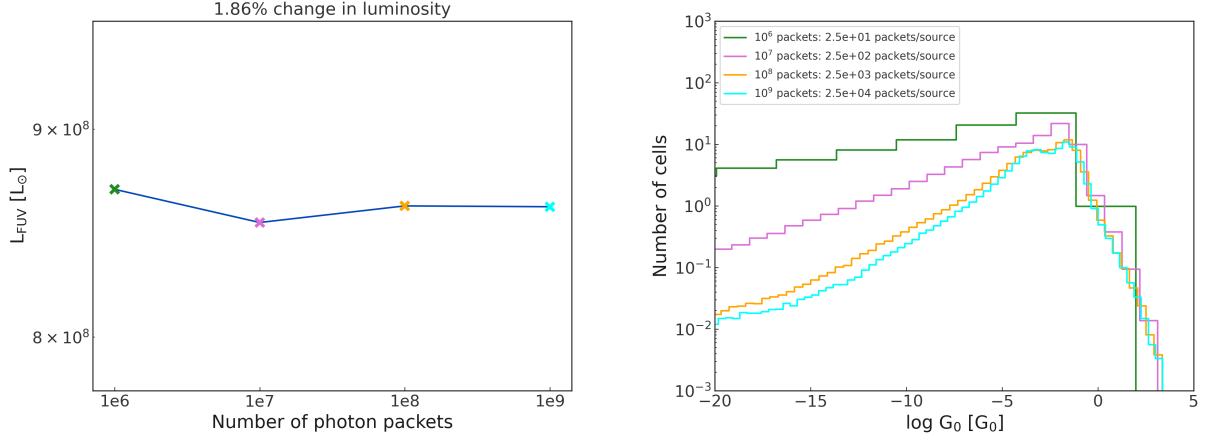 1.86% change in luminosity
9 × 10⁸
8 × 10⁸
L_FUV [L_⊙]
1e6 1e7 1e8 1e9
Number of photon packets
10⁶ packets: 2.5e+01 packets/source
10⁷ packets: 2.5e+02 packets/source
10⁸ packets: 2.5e+03 packets/source
10⁹ packets: 2.5e+04 packets/source
10³
10²
10¹
10⁰
10⁻¹
10⁻²
10⁻³
Number of cells
−20 −15 −10 −5 0 5
log G₀ [G₀]